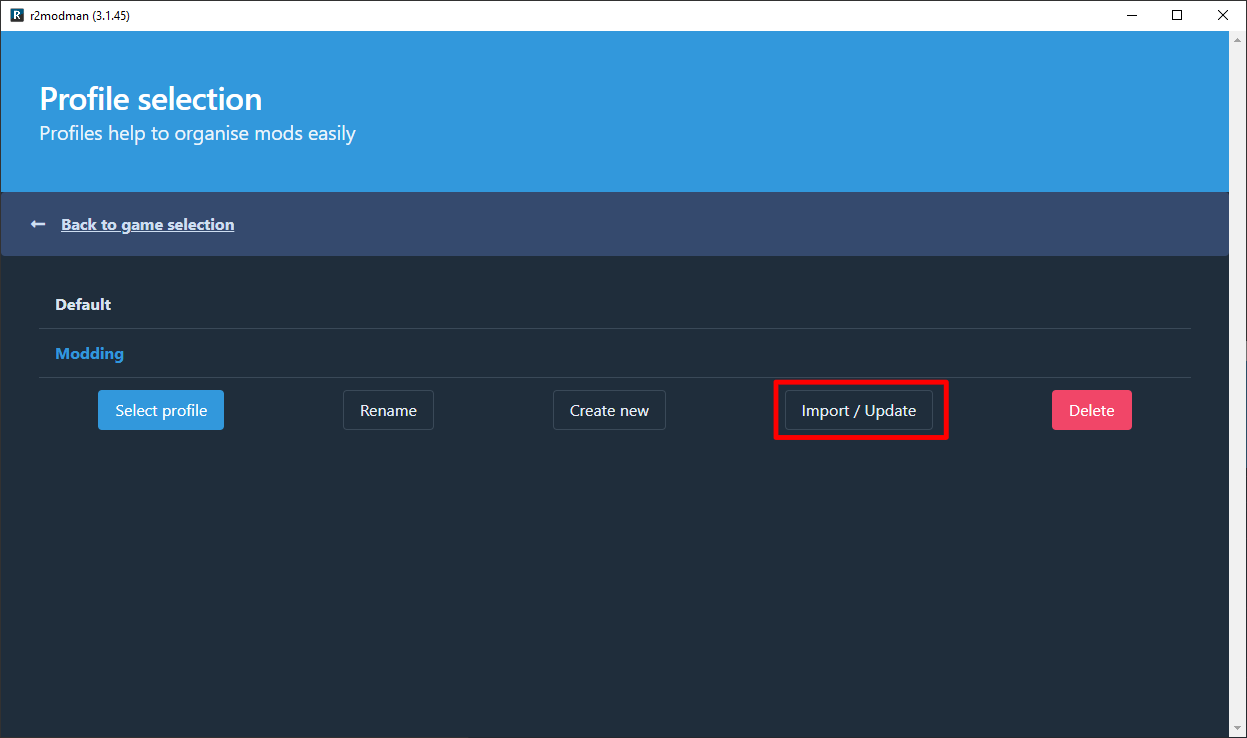 R r2modman (3.1.45)
Profile selection
Profiles help to organise mods easily
Back to game selection
Default
Modding
Select profile Rename Create new Import / Update Delete